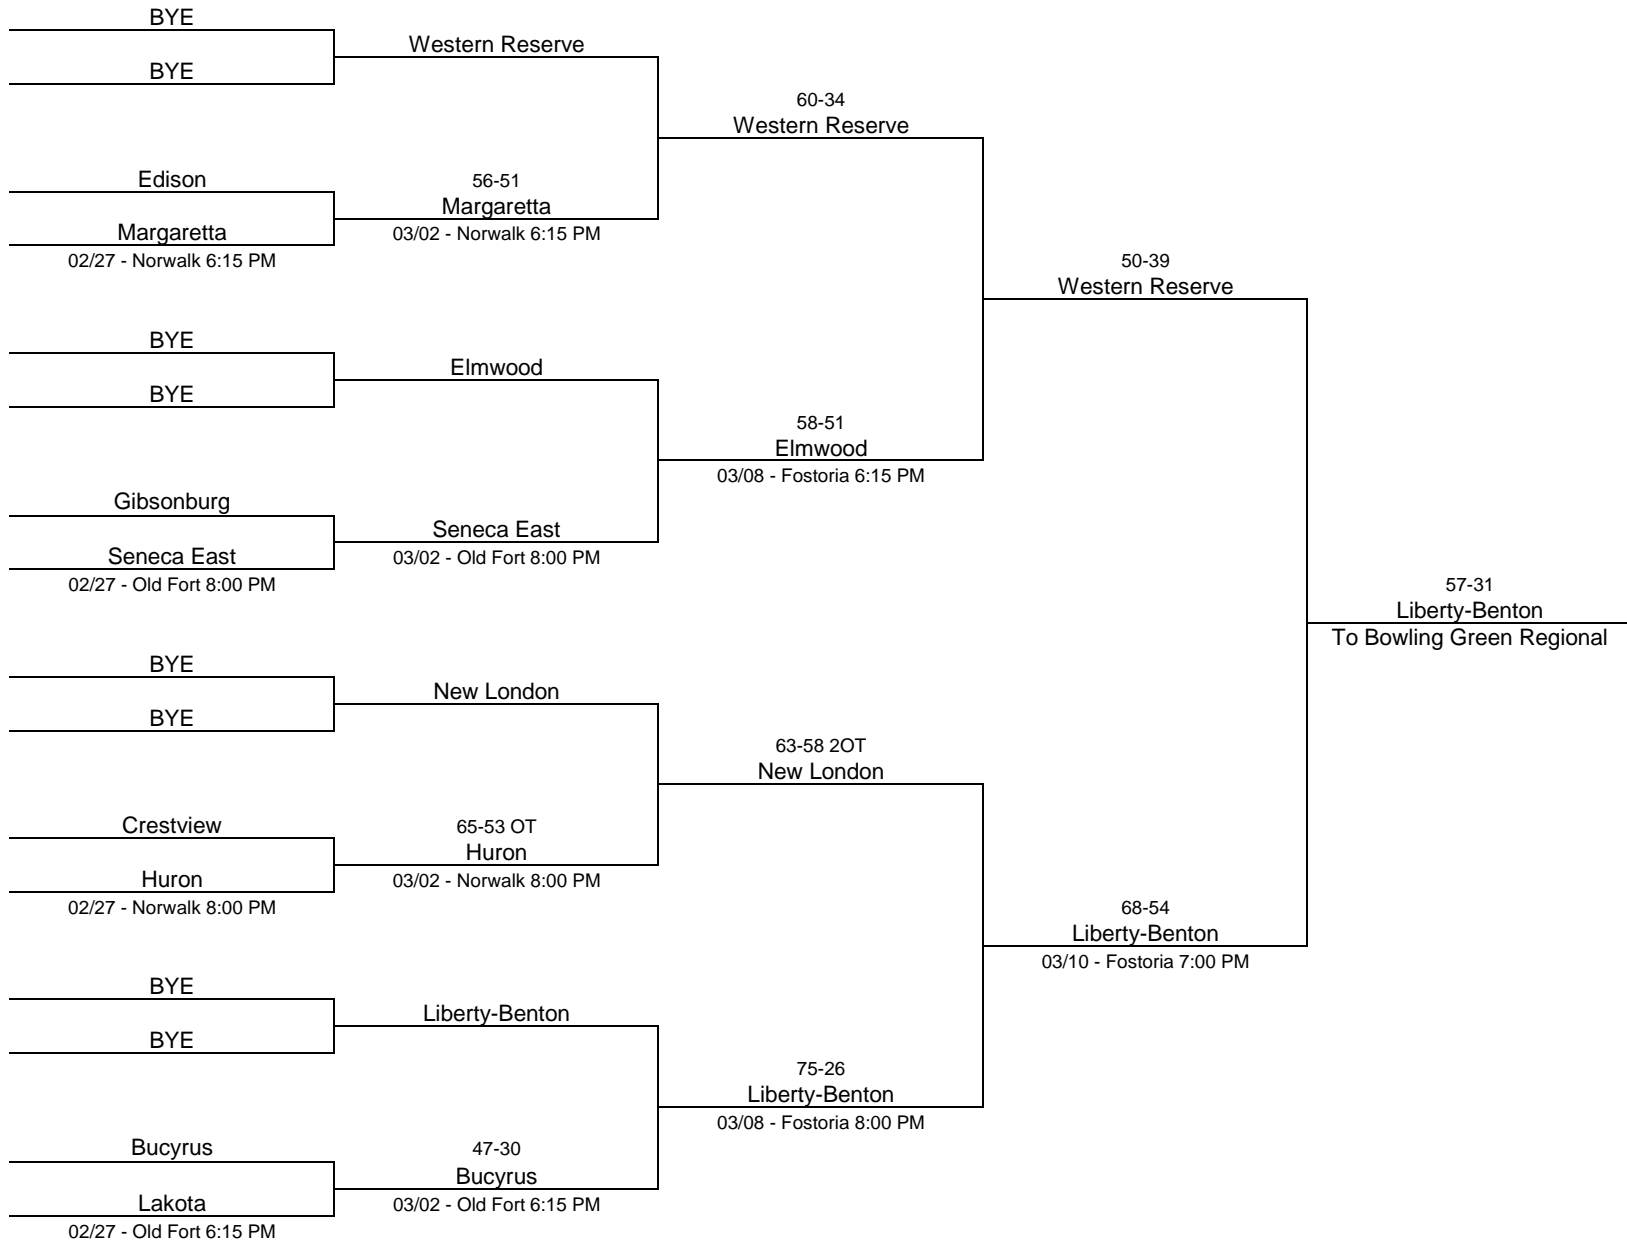 BYE
Western Reserve
BYE
60-34
Western Reserve
Edison
56-51
Margaretta
Margaretta
03/02 - Norwalk 6:15 PM
02/27 - Norwalk 6:15 PM
50-39
Western Reserve
BYE
Elmwood
BYE
58-51
Elmwood
03/08 - Fostoria 6:15 PM
Gibsonburg
Seneca East
Seneca East
03/02 - Old Fort 8:00 PM
02/27 - Old Fort 8:00 PM
57-31
Liberty-Benton
To Bowling Green Regional
BYE
New London
BYE
63-58 2OT
New London
Crestview
65-53 OT
Huron
Huron
03/02 - Norwalk 8:00 PM
02/27 - Norwalk 8:00 PM
68-54
Liberty-Benton
03/10 - Fostoria 7:00 PM
BYE
Liberty-Benton
BYE
75-26
Liberty-Benton
03/08 - Fostoria 8:00 PM
Bucyrus
47-30
Bucyrus
Lakota
03/02 - Old Fort 6:15 PM
02/27 - Old Fort 6:15 PM